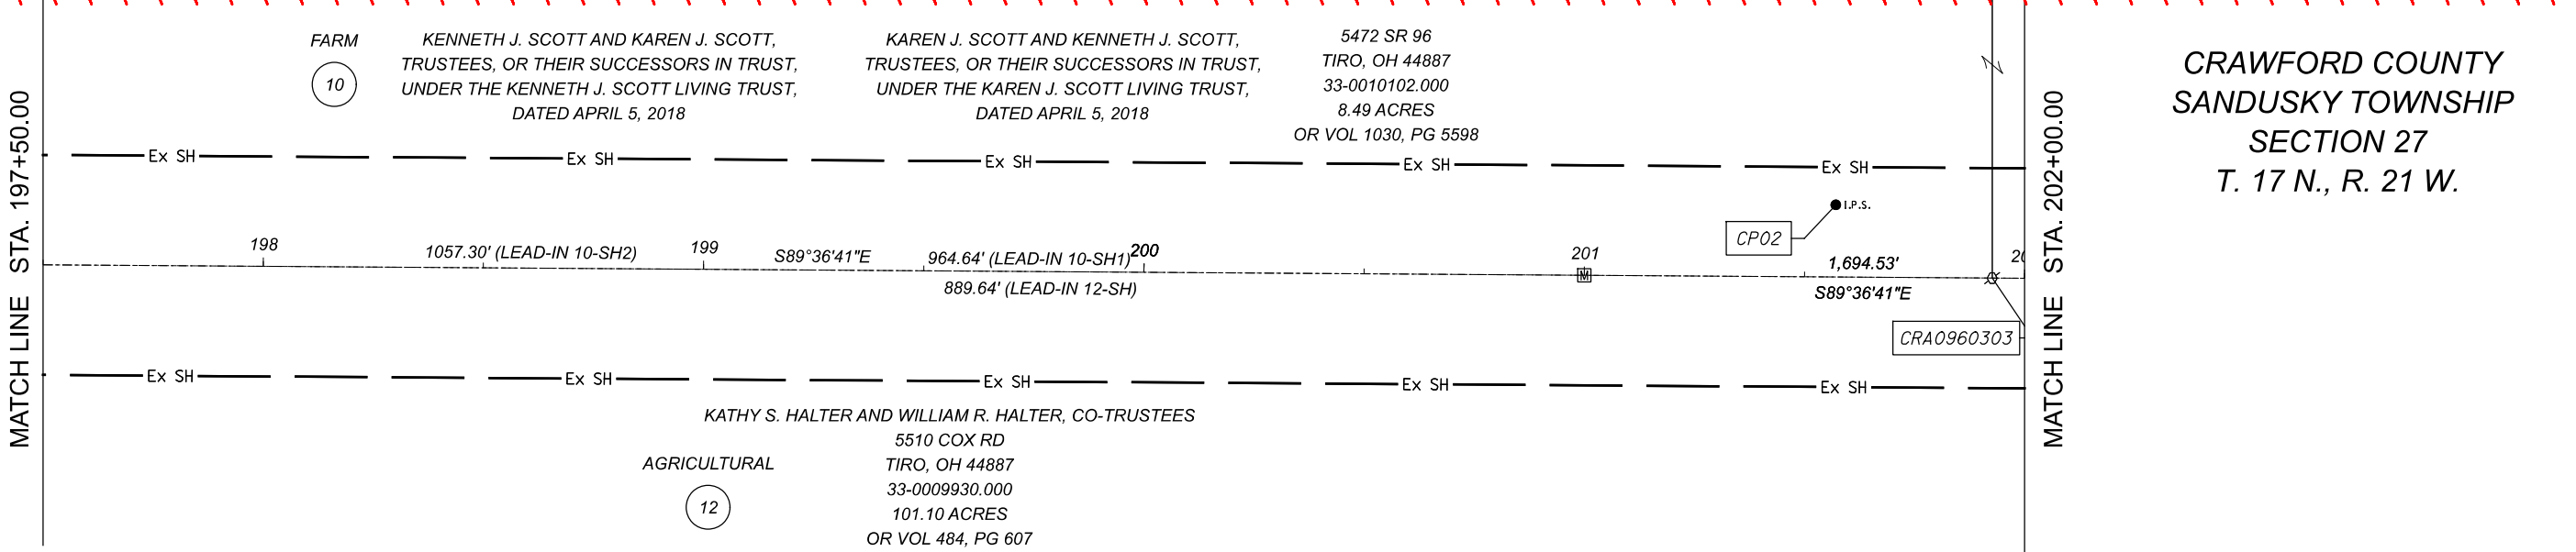 MATCH LINE STA. 197+50.00
FARM
10
KENNETH J. SCOTT AND KAREN J. SCOTT,
TRUSTEES, OR THEIR SUCCESSORS IN TRUST,
UNDER THE KENNETH J. SCOTT LIVING TRUST,
DATED APRIL 5, 2018
KAREN J. SCOTT AND KENNETH J. SCOTT,
TRUSTEES, OR THEIR SUCCESSORS IN TRUST,
UNDER THE KAREN J. SCOTT LIVING TRUST,
DATED APRIL 5, 2018
5472 SR 96
TIRO, OH 44887
33-0010102.000
8.49 ACRES
OR VOL 1030, PG 5598
Ex SH Ex SH Ex SH Ex SH Ex SH
I.P.S.
CP02
198
1057.30' (LEAD-IN 10-SH2)
199
S89°36'41"E
964.64' (LEAD-IN 10-SH1)
200
889.64' (LEAD-IN 12-SH)
201
M
1,694.53'
S89°36'41"E
20
CRA0960303
Ex SH Ex SH Ex SH Ex SH Ex SH
KATHY S. HALTER AND WILLIAM R. HALTER, CO-TRUSTEES
5510 COX RD
TIRO, OH 44887
33-0009930.000
101.10 ACRES
OR VOL 484, PG 607
AGRICULTURAL
12
MATCH LINE STA. 202+00.00
CRAWFORD COUNTY
SANDUSKY TOWNSHIP
SECTION 27
T. 17 N., R. 21 W.